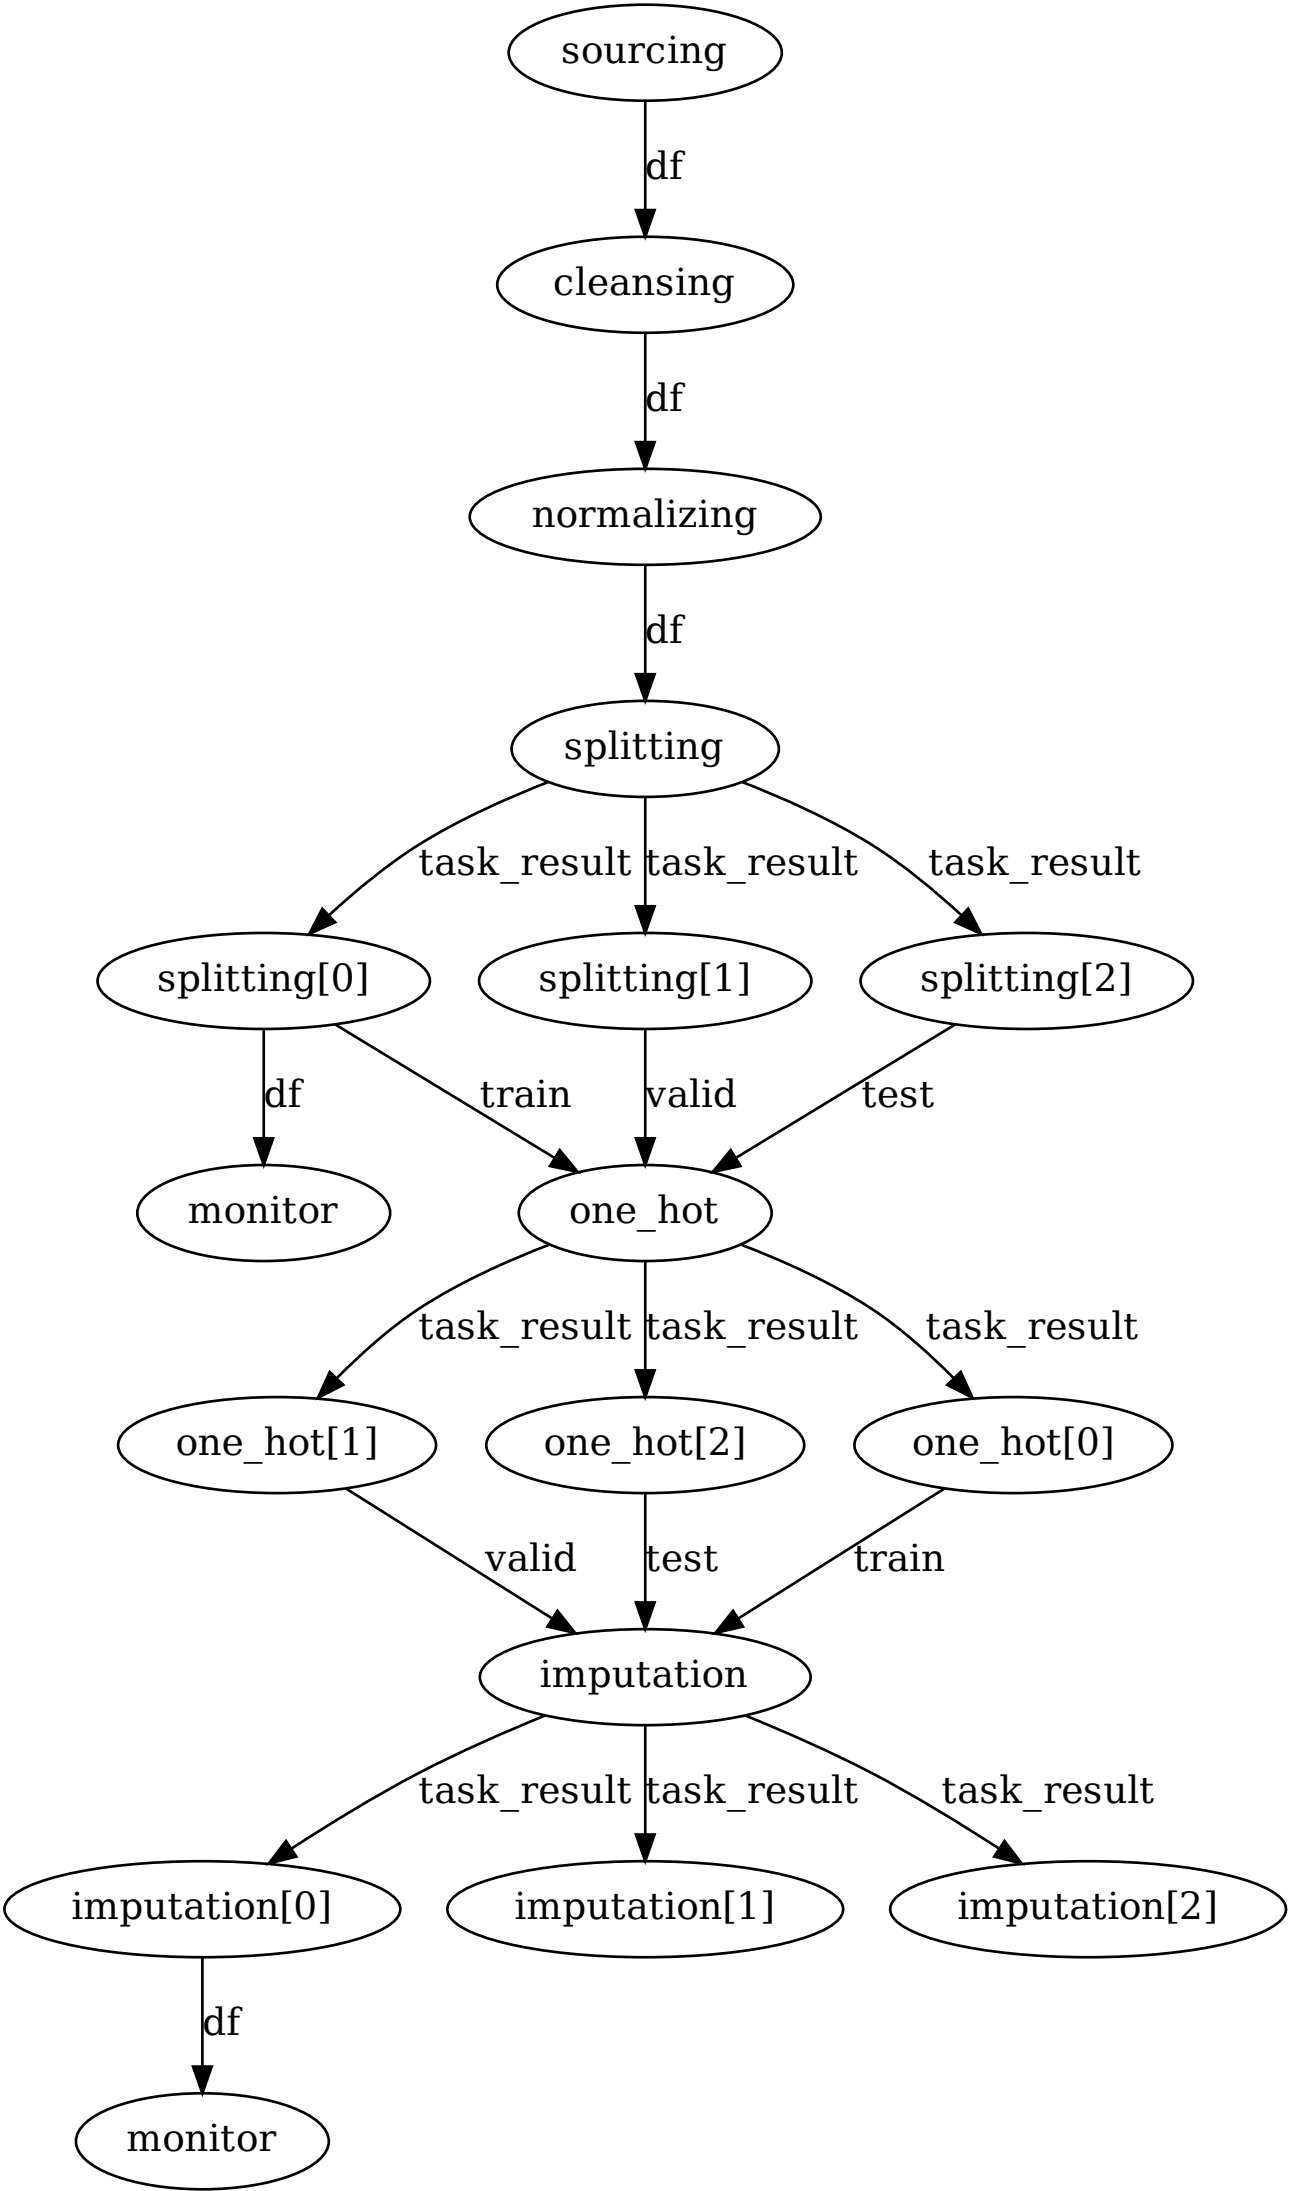 sourcing
df
cleansing
df
normalizing
df
splitting
task_result task_result task_result
splitting[0] splitting[1] splitting[2]
df train valid test
monitor one_hot
task_result task_result task_result
one_hot[1] one_hot[2] one_hot[0]
valid test train
imputation
task_result task_result task_result
imputation[0] imputation[1] imputation[2]
df
monitor